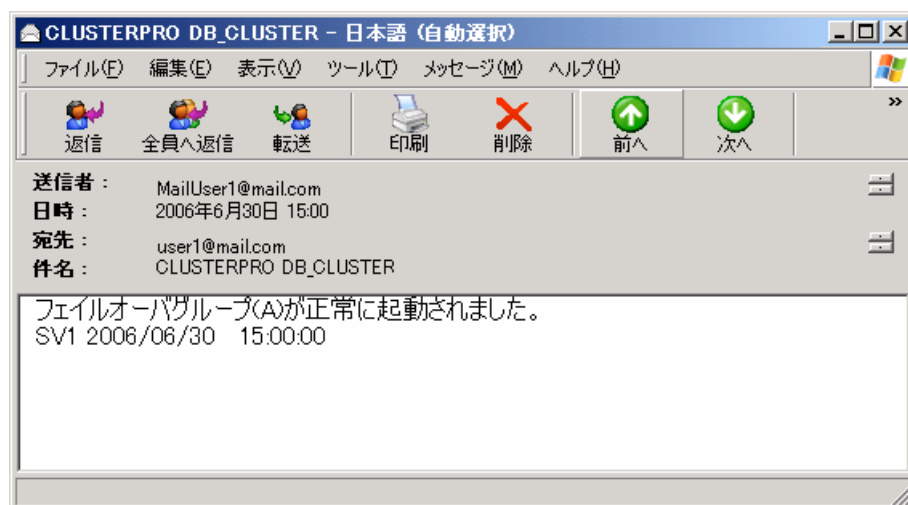 CLUSTERPRO DB_CLUSTER - 日本語 (自動選択)
ファイル(F) 編集(E) 表示(V) ツール(T) メッセージ(M) ヘルプ(H)
返信 全員へ返信 転送 印刷 削除 前へ 次へ »
送信者： MailUser1@mail.com
日時： 2006年6月30日 15:00
宛先： user1@mail.com
件名： CLUSTERPRO DB_CLUSTER
フェイルオーバグループ(A)が正常に起動されました。
SV1 2006/06/30 15:00:00